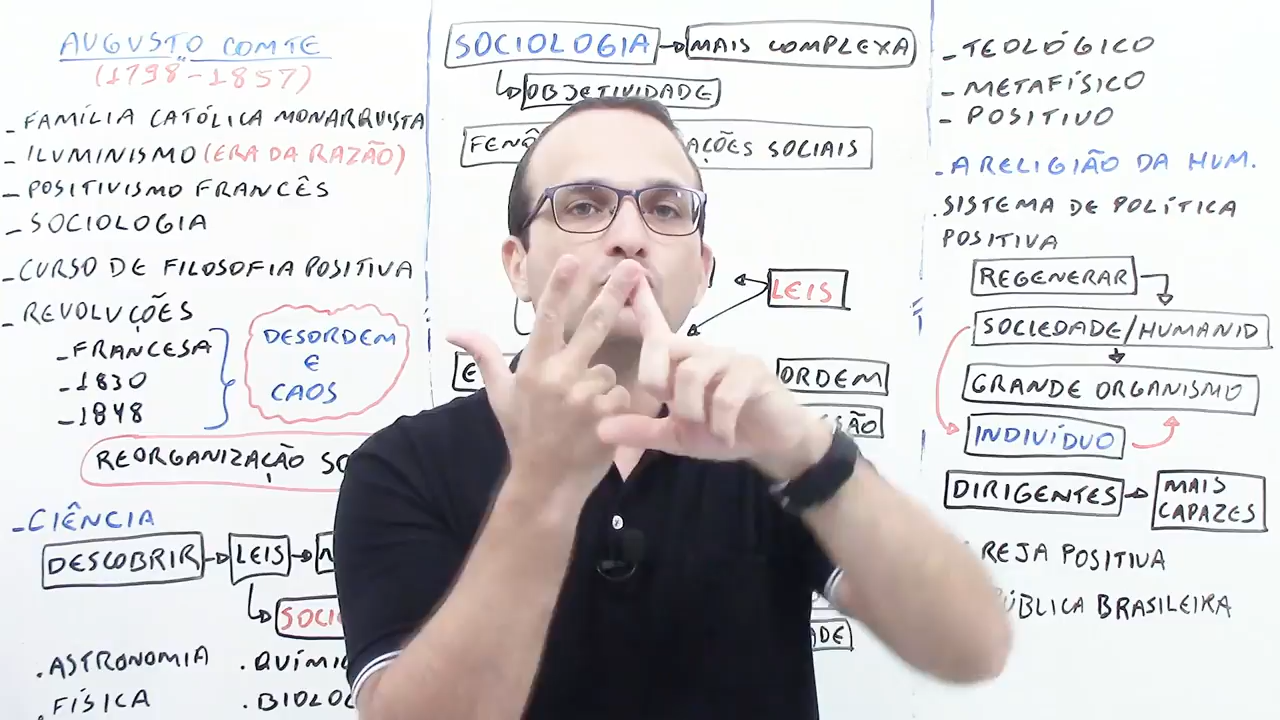 AUGUSTO COMTE
(1798-1857)
- FAMÍLIA CATÓLICA MONARQUISTA
- ILUMINISMO (ERA DA RAZÃO)
- POSITIVISMO FRANCÊS
- SOCIOLOGIA
- CURSO DE FILOSOFIA POSITIVA
- REVOLUÇÕES
- FRANCESA
- 1830
- 1848
DESORDEM
E
CAOS
REORGANIZAÇÃO
- CIÊNCIA
DESCOBRIR → LEIS →
. ASTRONOMIA
. FÍSICA
SOCIOLOGIA → MAIS COMPLEXA
OBJETIVIDADE
SOCIAIS
LEIS
ORDEM
- TEOLÓGICO
- METAFÍSICO
- POSITIVO
. A RELIGIÃO DA HUM.
. SISTEMA DE POLÍTICA
POSITIVA
REGENERAR
SOCIEDADE/HUMANID
GRANDE ORGANISMO
INDIVÍDUO
DIRIGENTES → MAIS
CAPAZES
POSITIVA
BRASILEIRA